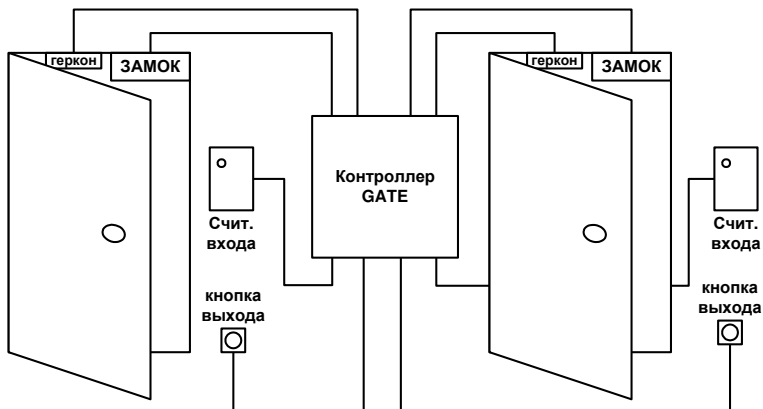 геркон
ЗАМОК
Счит.
входа
кнопка
выхода
Контроллер
GATE
геркон
ЗАМОК
Счит.
входа
кнопка
выхода